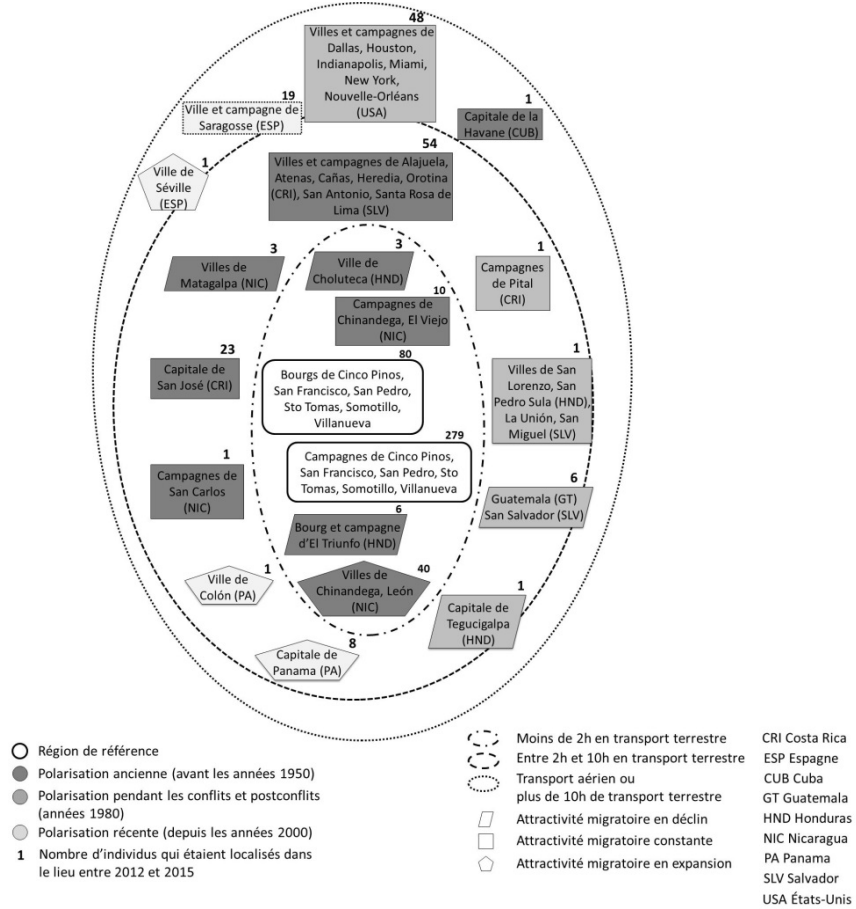 48
Villes et campagnes de
Dallas, Houston,
Indianapolis, Miami,
New York,
Nouvelle-Orléans
(USA)
19
Ville et campagne de
Saragosse (ESP)
1
Capitale de la
Havane (CUB)
1
Ville de
Séville
(ESP)
54
Villes et campagnes de Alajuela,
Atenas, Cañas, Heredia, Orotina
(CRI), San Antonio, Santa Rosa de
Lima (SLV)
3
Villes de
Matagalpa (NIC)
3
Ville de
Choluteca (HND)
1
Campagnes
de Pital
(CRI)
10
Campagnes de
Chinandega, El Viejo
(NIC)
23
Capitale
de San José (CRI)
80
Bourgs de Cinco Pinos,
San Francisco, San Pedro,
Sto Tomas, Somotillo,
Villanueva
1
Villes de San
Lorenzo, San
Pedro Sula (HND),
La Unión, San
Miguel (SLV)
279
Campagnes de Cinco Pinos,
San Francisco, San Pedro, Sto
Tomas, Somotillo, Villanueva
1
Campagnes de
San Carlos
(NIC)
6
Guatemala (GT)
San Salvador (SLV)
6
Bourg et campagne
d'El Triunfo (HND)
1
Ville de
Colón (PA)
40
Villes de
Chinandega, León
(NIC)
1
Capitale de
Tegucigalpa
(HND)
8
Capitale de
Panama (PA)
Région de référence
Polarisation ancienne (avant les années 1950)
Polarisation pendant les conflits et postconflits
(années 1980)
Polarisation récente (depuis les années 2000)
1 Nombre d'individus qui étaient localisés dans
le lieu entre 2012 et 2015
Moins de 2h en transport terrestre
Entre 2h et 10h en transport terrestre
Transport aérien ou
plus de 10h de transport terrestre
Attractivité migratoire en déclin
Attractivité migratoire constante
Attractivité migratoire en expansion
CRI Costa Rica
ESP Espagne
CUB Cuba
GT Guatemala
HND Honduras
NIC Nicaragua
PA Panama
SLV Salvador
USA États-Unis